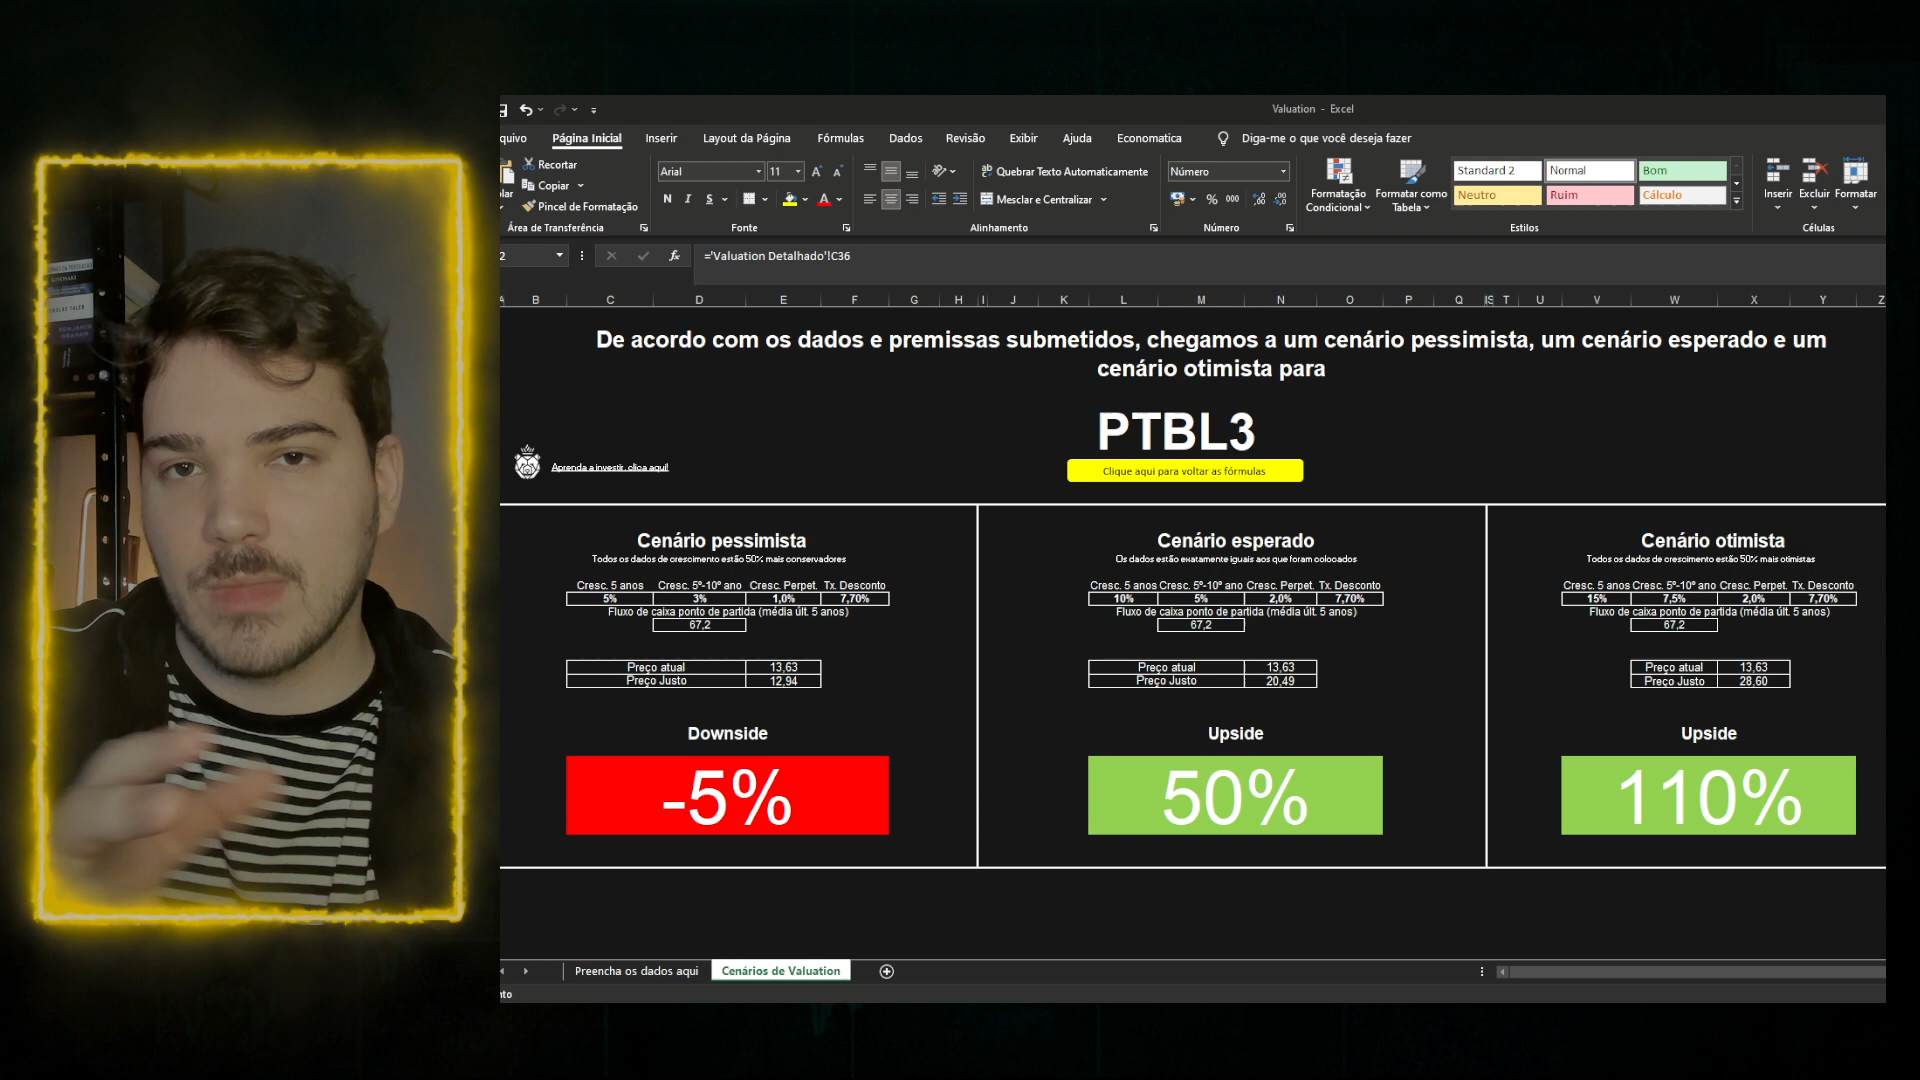 Valuation - Excel
quivo Página Inicial Inserir Layout da Página Fórmulas Dados Revisão Exibir Ajuda Economatica Diga-me o que você deseja fazer
Recortar
Copiar
Pincel de Formatação
Área de Transferência
Arial 11
N I S
Fonte
Quebrar Texto Automaticamente
Mesclar e Centralizar
Alinhamento
Número
% 000
Número
Formatação Condicional
Formatar como Tabela
Standard 2 Normal Bom
Neutro Ruim Cálculo
Estilos
Inserir Excluir Formatar
Células
2 fx ='Valuation Detalhado'!C36
B C D E F G H I J K L M N O P Q T U V W X Y Z
De acordo com os dados e premissas submetidos, chegamos a um cenário pessimista, um cenário esperado e um
cenário otimista para
PTBL3
Aprenda a investir, clica aqui!
Clique aqui para voltar as fórmulas
Cenário pessimista
Todos os dados de crescimento estão 50% mais conservadores
Cresc. 5 anos Cresc. 5º-10º ano Cresc. Perpet. Tx. Desconto
5% 3% 1,0% 7,70%
Fluxo de caixa ponto de partida (média últ. 5 anos)
67,2
Preço atual 13,63
Preço Justo 12,94
Downside
-5%
Cenário esperado
Os dados estão exatamente iguais aos que foram colocados
Cresc. 5 anos Cresc. 5º-10º ano Cresc. Perpet. Tx. Desconto
10% 5% 2,0% 7,70%
Fluxo de caixa ponto de partida (média últ. 5 anos)
67,2
Preço atual 13,63
Preço Justo 20,49
Upside
50%
Cenário otimista
Todos os dados de crescimento estão 50% mais otimistas
Cresc. 5 anos Cresc. 5º-10º ano Cresc. Perpet. Tx. Desconto
15% 7,5% 2,0% 7,70%
Fluxo de caixa ponto de partida (média últ. 5 anos)
67,2
Preço atual 13,63
Preço Justo 28,60
Upside
110%
Preencha os dados aqui Cenários de Valuation
nto